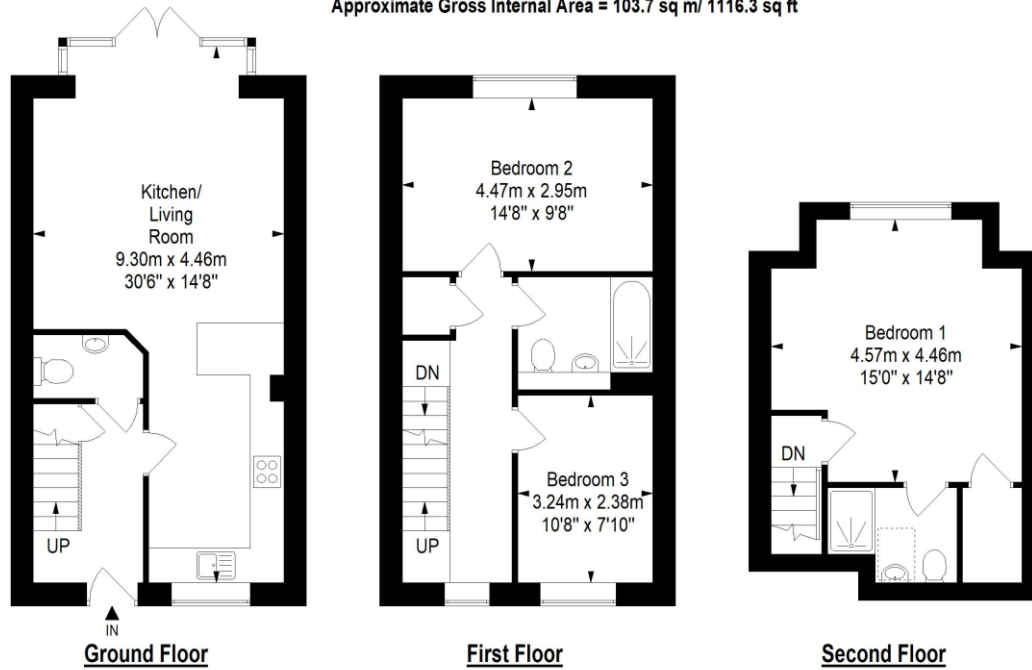 Approximate Gross Internal Area = 103.7 sq m/ 1116.3 sq ft
Kitchen/
Living
Room
9.30m x 4.46m
30'6" x 14'8"
UP
IN
Ground Floor
Bedroom 2
4.47m x 2.95m
14'8" x 9'8"
DN
UP
Bedroom 3
3.24m x 2.38m
10'8" x 7'10"
First Floor
Bedroom 1
4.57m x 4.46m
15'0" x 14'8"
DN
Second Floor